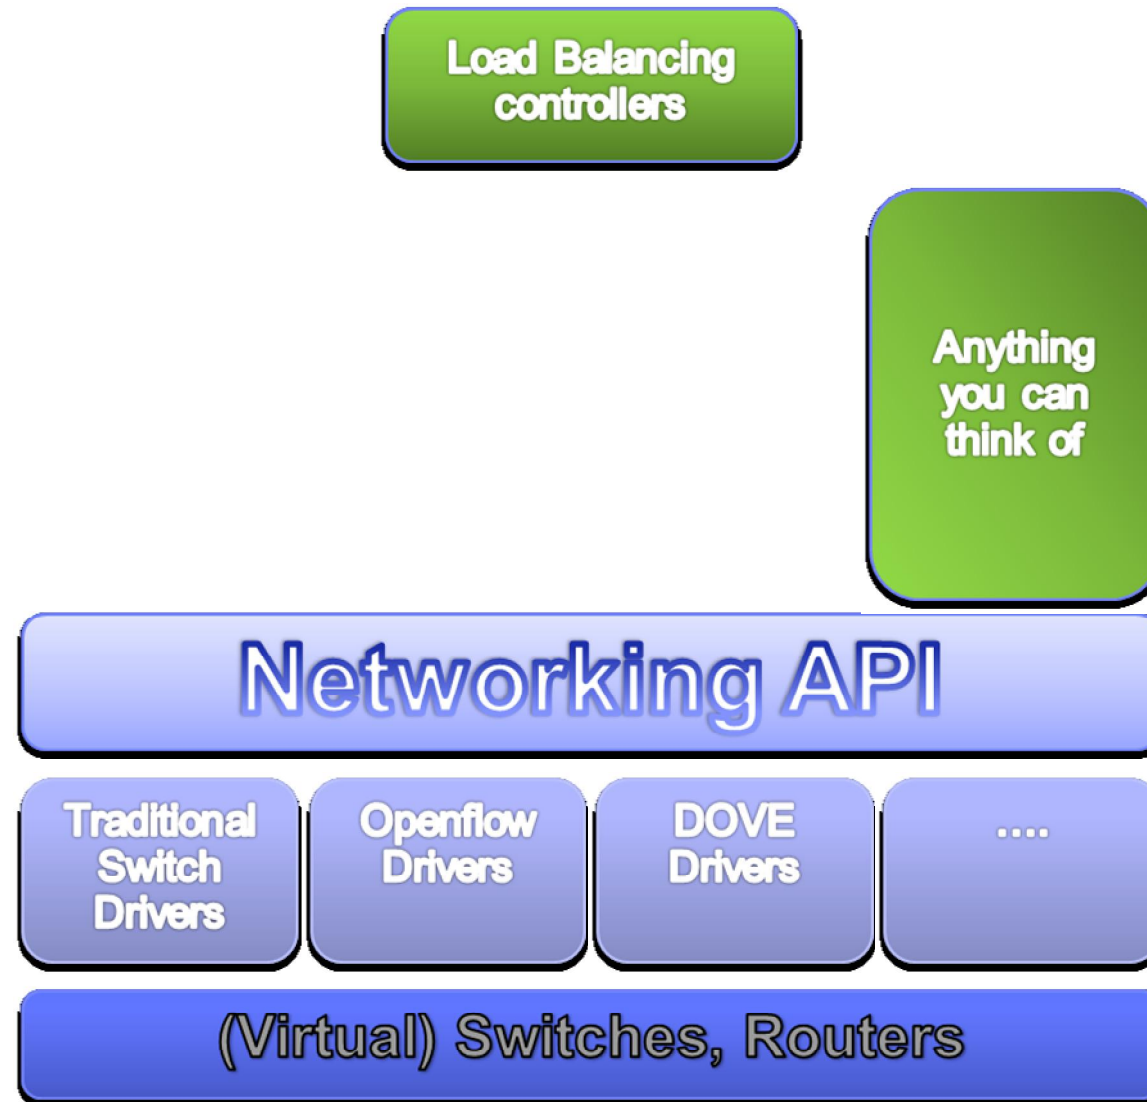 Load Balancing
controllers
Anything
you can
think of
Networking API
Traditional
Switch
Drivers
Openflow
Drivers
DOVE
Drivers
....
(Virtual) Switches, Routers